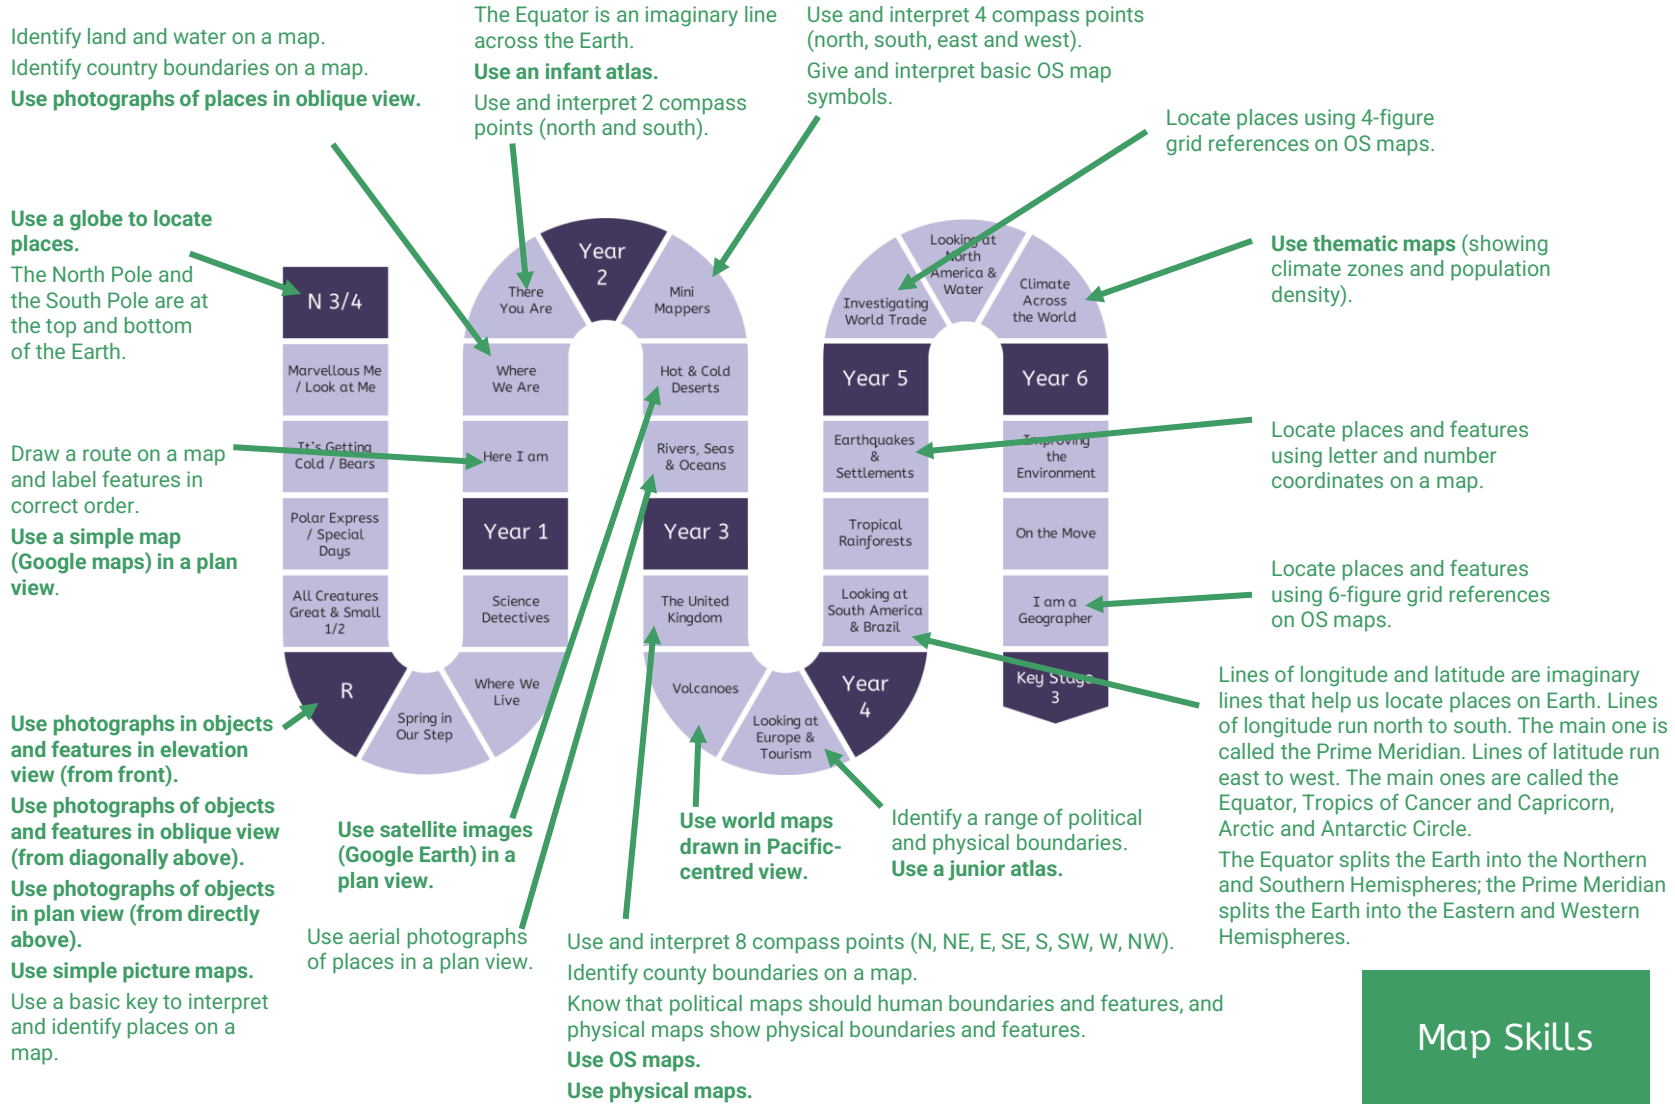 Identify land and water on a map.
Identify country boundaries on a map.
Use photographs of places in oblique view.
The Equator is an imaginary line
across the Earth.
Use an infant atlas.
Use and interpret 2 compass
points (north and south).
Use and interpret 4 compass points
(north, south, east and west).
Give and interpret basic OS map
symbols.
Locate places using 4-figure
grid references on OS maps.
Use a globe to locate
places.
The North Pole and
the South Pole are at
the top and bottom
of the Earth.
Draw a route on a map
and label features in
correct order.
Use a simple map
(Google maps) in a plan
view.
Use photographs in objects
and features in elevation
view (from front).
Use photographs of objects
and features in oblique view
(from diagonally above).
Use photographs of objects
in plan view (from directly
above).
Use simple picture maps.
Use a basic key to interpret
and identify places on a
map.
N 3/4
Marvellous Me
/ Look at Me
It's Getting
Cold / Bears
Polar Express
/ Special
Days
All Creatures
Great & Small
1/2
R
Spring in
Our Step
Where We
Live
Science
Detectives
Year 1
Here I am
Where
We Are
There
You Are
Year
2
Mini
Mappers
Hot & Cold
Deserts
Rivers, Seas
& Oceans
Year 3
The United
Kingdom
Volcanoes
Looking at
Europe &
Tourism
Year
4
Looking at
South America
& Brazil
Tropical
Rainforests
Earthquakes
&
Settlements
Year 5
Investigating
World Trade
Looking at
North
America &
Water
Climate
Across
the World
Year 6
Improving
the
Environment
On the Move
I am a
Geographer
Key Stage
3
Use thematic maps (showing
climate zones and population
density).
Locate places and features
using letter and number
coordinates on a map.
Locate places and features
using 6-figure grid references
on OS maps.
Lines of longitude and latitude are imaginary
lines that help us locate places on Earth. Lines
of longitude run north to south. The main one is
called the Prime Meridian. Lines of latitude run
east to west. The main ones are called the
Equator, Tropics of Cancer and Capricorn,
Arctic and Antarctic Circle.
The Equator splits the Earth into the Northern
and Southern Hemispheres; the Prime Meridian
splits the Earth into the Eastern and Western
Hemispheres.
Use satellite images
(Google Earth) in a
plan view.
Use aerial photographs
of places in a plan view.
Use world maps
drawn in Pacific-
centred view.
Identify a range of political
and physical boundaries.
Use a junior atlas.
Use and interpret 8 compass points (N, NE, E, SE, S, SW, W, NW).
Identify county boundaries on a map.
Know that political maps should human boundaries and features, and
physical maps show physical boundaries and features.
Use OS maps.
Use physical maps.
Map Skills